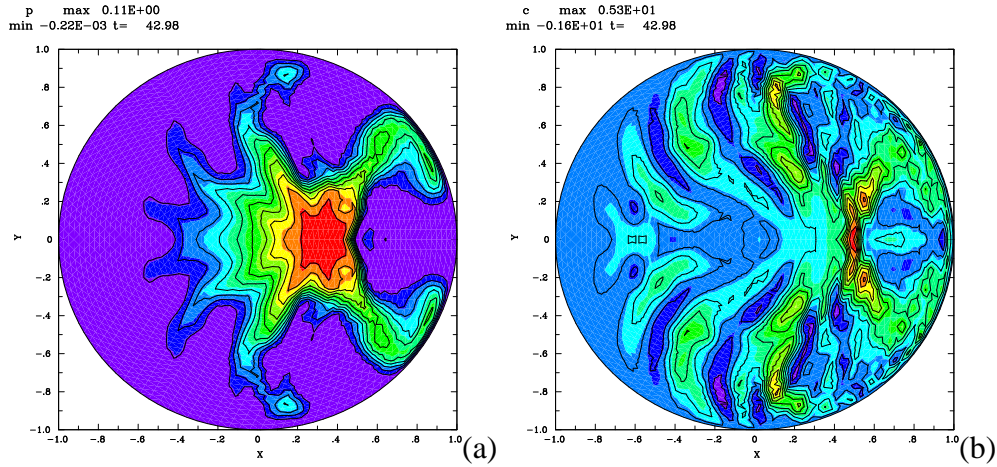 p max 0.11E+00
min -0.22E-03 t= 42.98
c max 0.53E+01
min -0.16E+01 t= 42.98
1.0
.8
.6
.4
.2
0
-.2
-.4
-.6
-.8
-1.0
Y
-1.0 -.8 -.6 -.4 -.2 0 .2 .4 .6 .8 1.0
X
(a)
1.0
.8
.6
.4
.2
0
-.2
-.4
-.6
-.8
-1.0
Y
-1.0 -.8 -.6 -.4 -.2 0 .2 .4 .6 .8 1.0
X
(b)